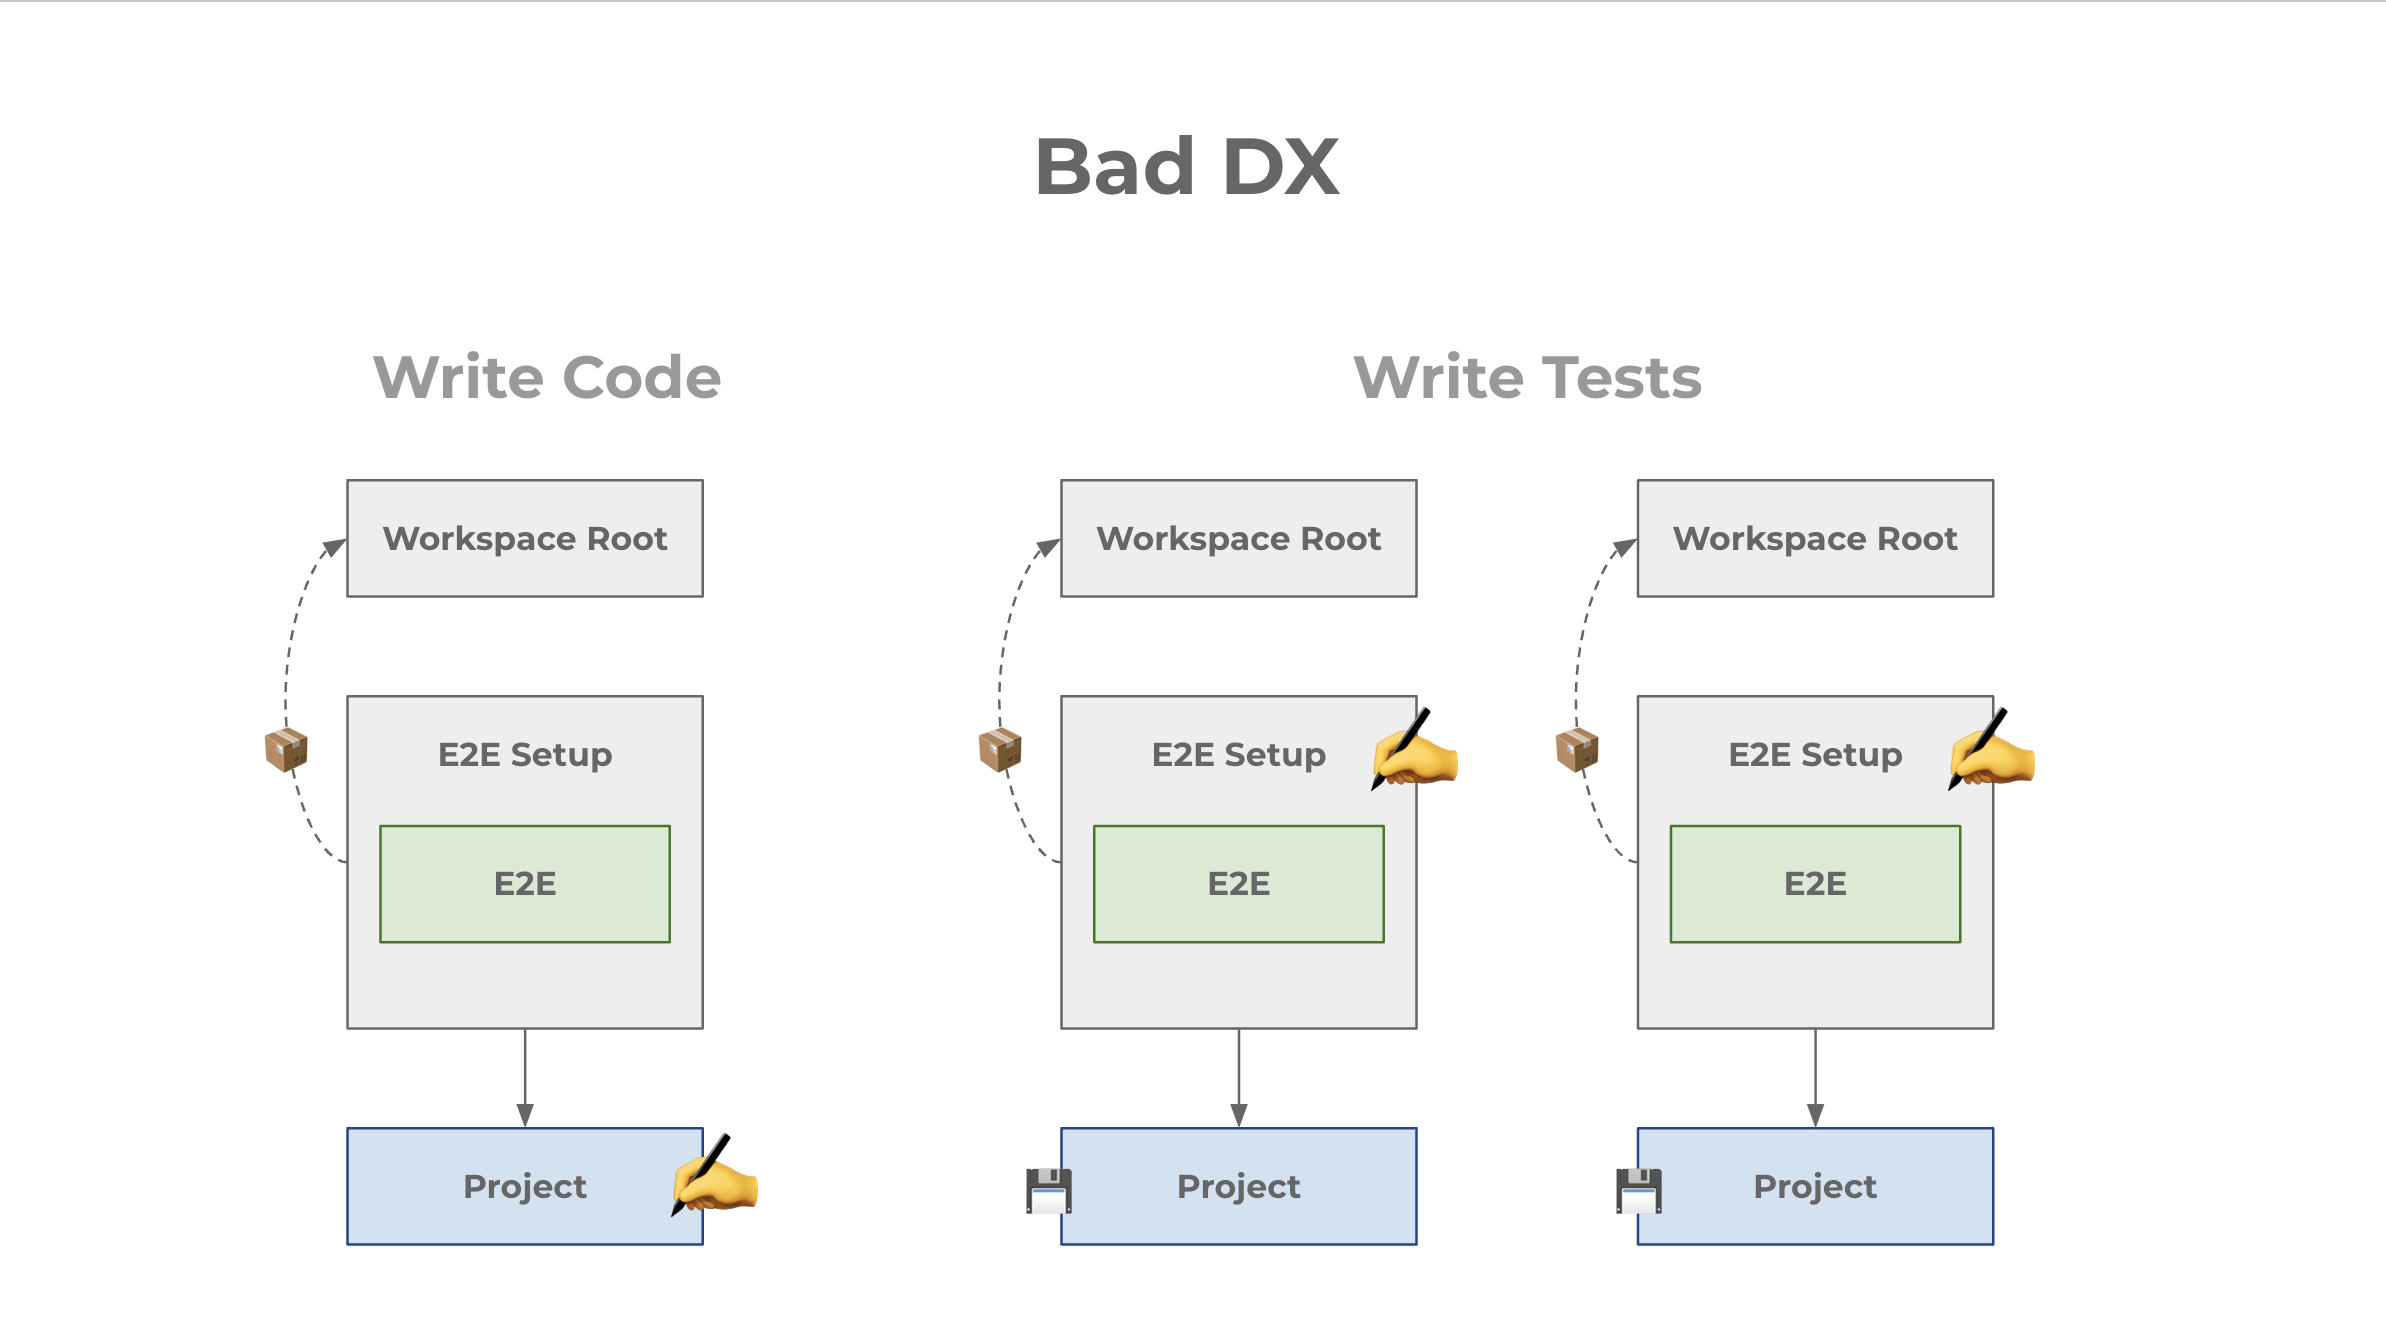 Bad DX
Write Code
Write Tests
Workspace Root
Workspace Root
Workspace Root
E2E Setup
E2E Setup
E2E Setup
E2E
E2E
E2E
Project
Project
Project